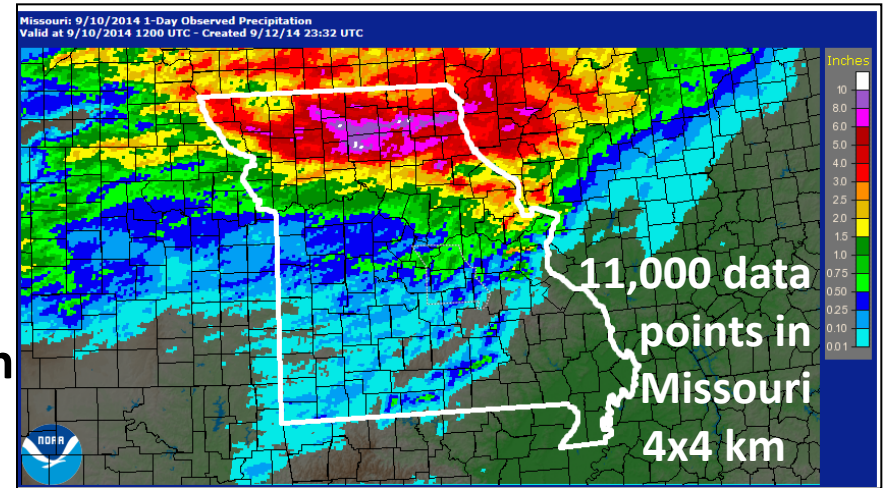 Missouri: 9/10/2014 1-Day Observed Precipitation
Valid at 9/10/2014 1200 UTC - Created 9/12/14 23:32 UTC
Inches
10
8.0
6.0
5.0
4.0
3.0
2.5
2.0
1.5
1.0
0.75
0.50
0.25
0.10
0.01
11,000 data
points in
Missouri
4x4 km
n
NOAA